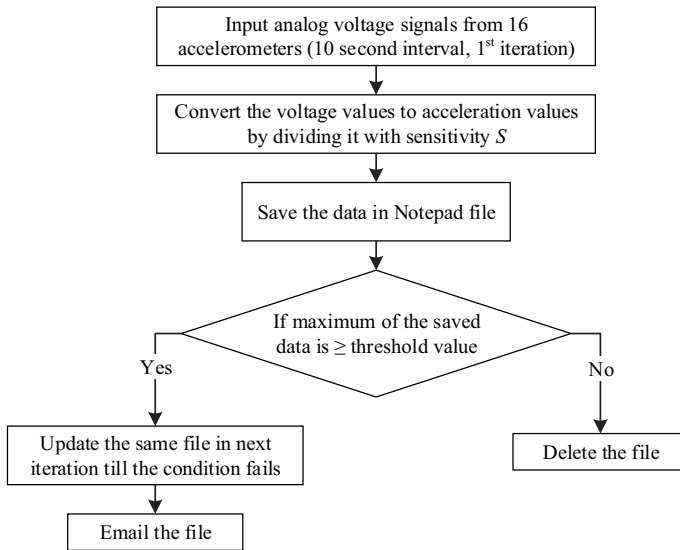 Input analog voltage signals from 16
accelerometers (10 second interval, 1st iteration)
Convert the voltage values to acceleration values
by dividing it with sensitivity S
Save the data in Notepad file
If maximum of the saved
data is ≥ threshold value
Yes
No
Update the same file in next
iteration till the condition fails
Delete the file
Email the file